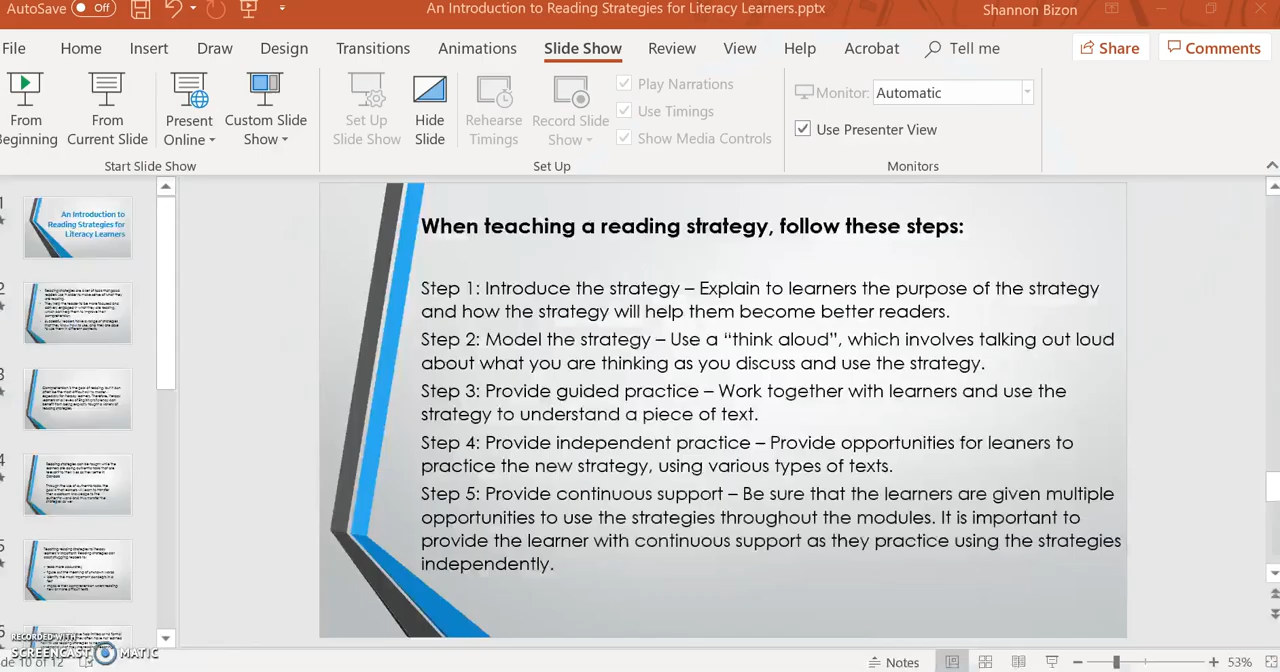 AutoSave Off An Introduction to Reading Strategies for Literacy Learners.pptx Shannon Bizon
File Home Insert Draw Design Transitions Animations Slide Show Review View Help Acrobat Tell me Share Comments
From Beginning
From Current Slide
Present Online
Custom Slide Show
Start Slide Show
Set Up Slide Show
Hide Slide
Rehearse Timings
Record Slide Show
Play Narrations
Use Timings
Show Media Controls
Set Up
Monitor: Automatic
Use Presenter View
Monitors
1
An Introduction to
Reading Strategies for
Literacy Learners
2
3
4
5
6
When teaching a reading strategy, follow these steps:
Step 1: Introduce the strategy – Explain to learners the purpose of the strategy
and how the strategy will help them become better readers.
Step 2: Model the strategy – Use a “think aloud”, which involves talking out loud
about what you are thinking as you discuss and use the strategy.
Step 3: Provide guided practice – Work together with learners and use the
strategy to understand a piece of text.
Step 4: Provide independent practice – Provide opportunities for leaners to
practice the new strategy, using various types of texts.
Step 5: Provide continuous support – Be sure that the learners are given multiple
opportunities to use the strategies throughout the modules. It is important to
provide the learner with continuous support as they practice using the strategies
independently.
RECORDED WITH
SCREENCAST MATIC
de 10 of 12
Notes
53%